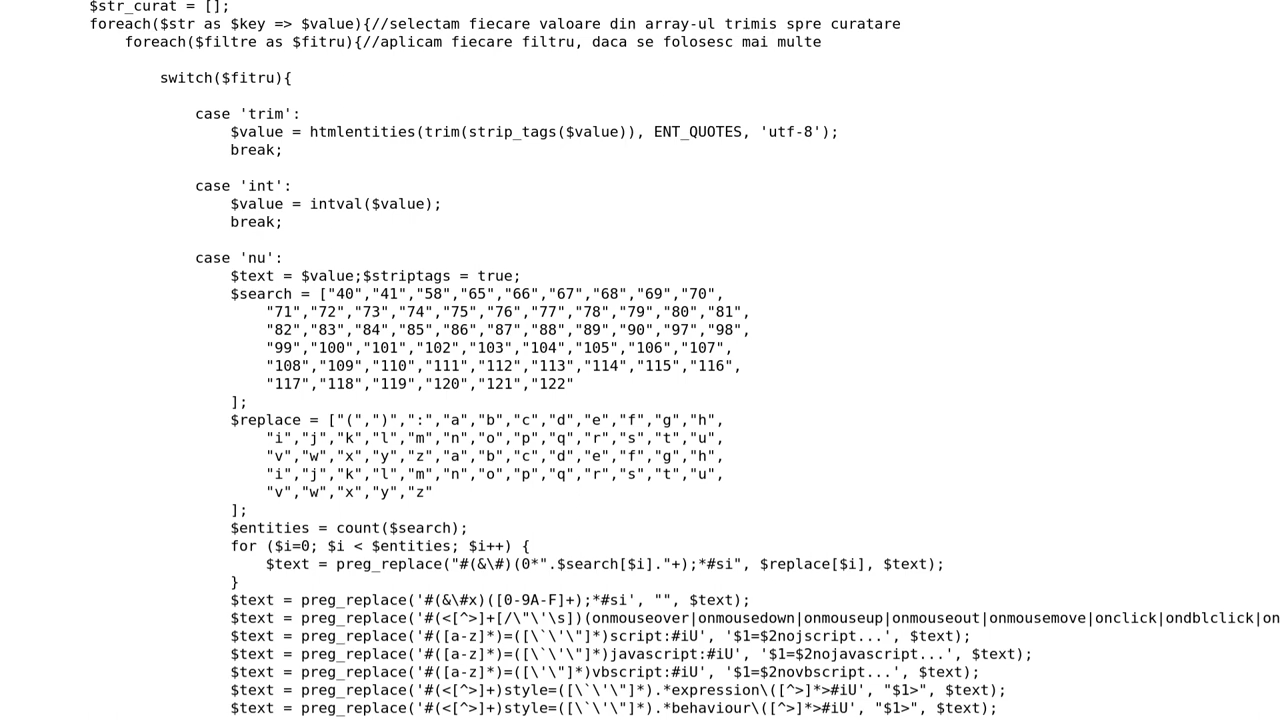 $str_curat = [];
foreach($str as $key => $value){//selectam fiecare valoare din array-ul trimis spre curatare
foreach($filtre as $fitru){//aplicam fiecare filtru, daca se folosesc mai multe
switch($fitru){
case 'trim':
$value = htmlentities(trim(strip_tags($value)), ENT_QUOTES, 'utf-8');
break;
case 'int':
$value = intval($value);
break;
case 'nu':
$text = $value;$striptags = true;
$search = ["40","41","58","65","66","67","68","69","70",
"71","72","73","74","75","76","77","78","79","80","81",
"82","83","84","85","86","87","88","89","90","97","98",
"99","100","101","102","103","104","105","106","107",
"108","109","110","111","112","113","114","115","116",
"117","118","119","120","121","122"
];
$replace = ["(",")",":","a","b","c","d","e","f","g","h",
"i","j","k","l","m","n","o","p","q","r","s","t","u",
"v","w","x","y","z","a","b","c","d","e","f","g","h",
"i","j","k","l","m","n","o","p","q","r","s","t","u",
"v","w","x","y","z"
];
$entities = count($search);
for ($i=0; $i < $entities; $i++) {
$text = preg_replace("#(&\#)(0*".$search[$i]."+);*#si", $replace[$i], $text);
}
$text = preg_replace('#(&\#x)([0-9A-F]+);*#si', "", $text);
$text = preg_replace('#(<[^>]+[/\"\'\s])(onmouseover|onmousedown|onmouseup|onmouseout|onmousemove|onclick|ondblclick|on
$text = preg_replace('#([a-z]*)=([\`\'\"]*)script:#iU', '$1=$2nojscript...', $text);
$text = preg_replace('#([a-z]*)=([\`\'\"]*)javascript:#iU', '$1=$2nojavascript...', $text);
$text = preg_replace('#([a-z]*)=([\'\"]*)vbscript:#iU', '$1=$2novbscript...', $text);
$text = preg_replace('#(<[^>]+)style=([\`\'\"]*).*expression\([^>]*>#iU', "$1>", $text);
$text = preg_replace('#(<[^>]+)style=([\`\'\"]*).*behaviour\([^>]*>#iU', "$1>", $text);